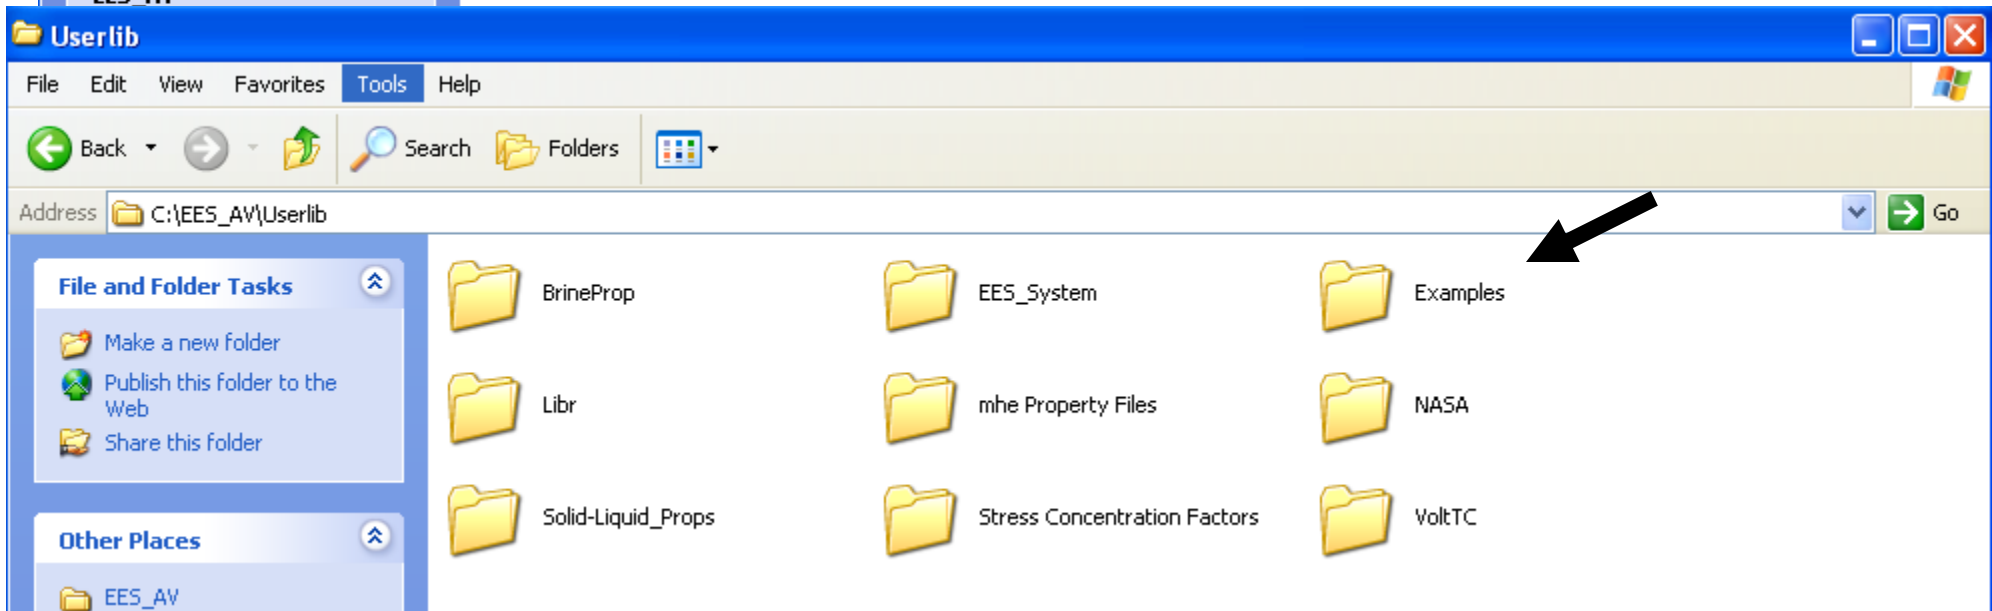 Userlib
File Edit View Favorites Tools Help
Back Search Folders
Address C:\EES_AV\Userlib Go
File and Folder Tasks
Make a new folder
Publish this folder to the
Web
Share this folder
Other Places
EES_AV
BrineProp EES_System Examples
Libr mhe Property Files NASA
Solid-Liquid_Props Stress Concentration Factors VoltTC